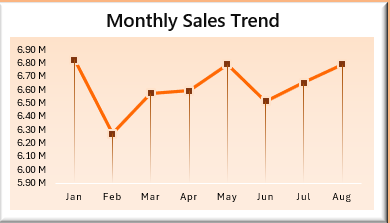 Monthly Sales Trend
6.90 M
6.80 M
6.70 M
6.60 M
6.50 M
6.40 M
6.30 M
6.20 M
6.10 M
6.00 M
5.90 M
Jan Feb Mar Apr May Jun Jul Aug